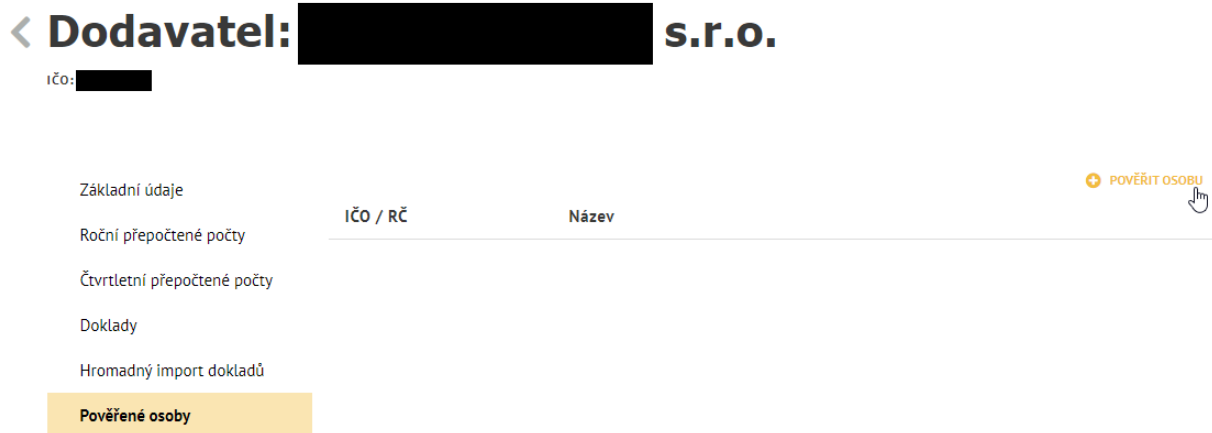 Dodavatel: s.r.o.
IČO:
POVĚŘIT OSOBU
Základní údaje
IČO / RČ Název
Roční přepočtené počty
Čtvrtletní přepočtené počty
Doklady
Hromadný import dokladů
Pověřené osoby